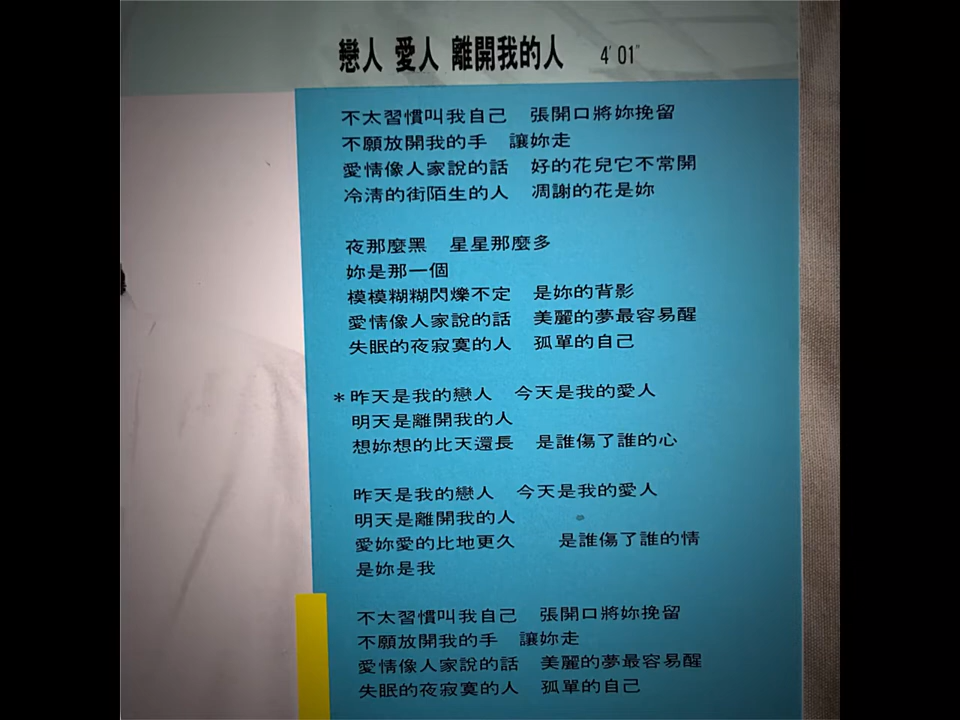 戀人 愛人 離開我的人 4'01"
不太習慣叫我自己 張開口將妳挽留
不願放開我的手 讓妳走
愛情像人家說的話 好的花兒它不常開
冷清的街陌生的人 凋謝的花是妳
夜那麼黑 星星那麼多
妳是那一個
模模糊糊閃爍不定 是妳的背影
愛情像人家說的話 美麗的夢最容易醒
失眠的夜寂寞的人 孤單的自己
*昨天是我的戀人 今天是我的愛人
明天是離開我的人
想妳想的比天還長 是誰傷了誰的心
昨天是我的戀人 今天是我的愛人
明天是離開我的人
愛妳愛的比地更久 是誰傷了誰的情
是妳是我
不太習慣叫我自己 張開口將妳挽留
不願放開我的手 讓妳走
愛情像人家說的話 美麗的夢最容易醒
失眠的夜寂寞的人 孤單的自己